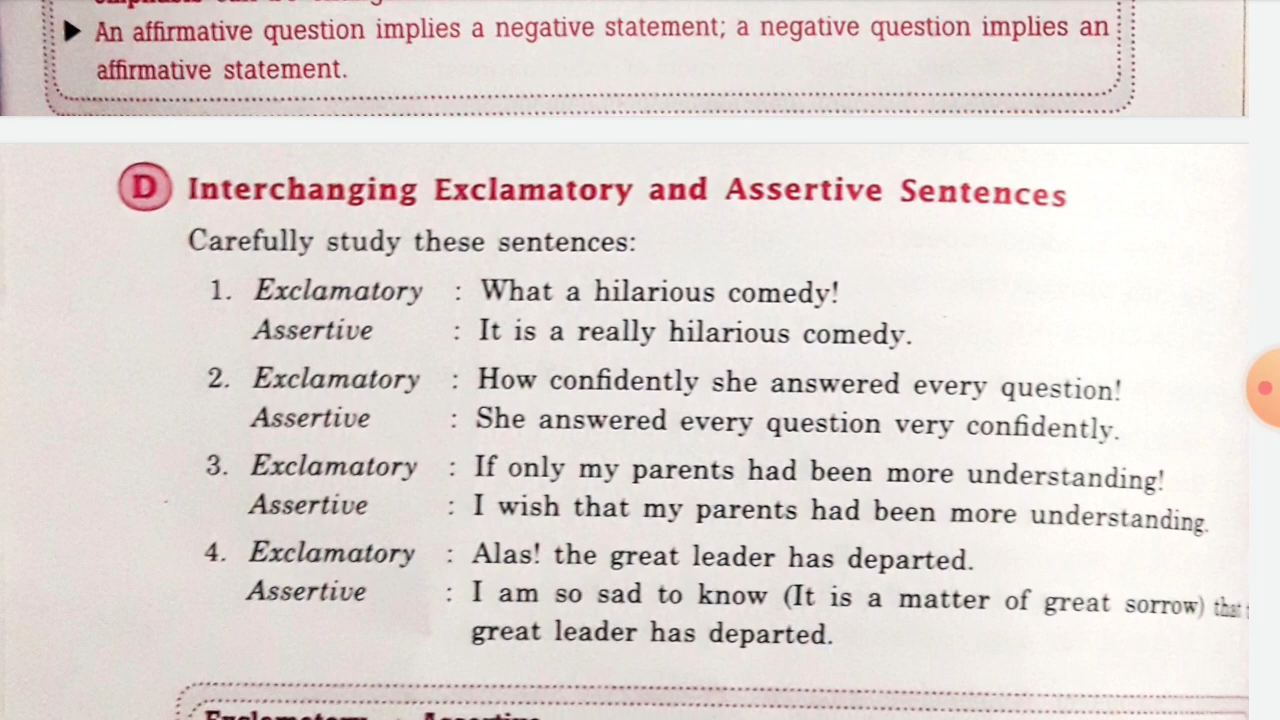 An affirmative question implies a negative statement; a negative question implies an
affirmative statement.
D Interchanging Exclamatory and Assertive Sentences
Carefully study these sentences:
1. Exclamatory : What a hilarious comedy!
Assertive : It is a really hilarious comedy.
2. Exclamatory : How confidently she answered every question!
Assertive : She answered every question very confidently.
3. Exclamatory : If only my parents had been more understanding!
Assertive : I wish that my parents had been more understanding.
4. Exclamatory : Alas! the great leader has departed.
Assertive : I am so sad to know (It is a matter of great sorrow) that
great leader has departed.
Exclamatory Assertive